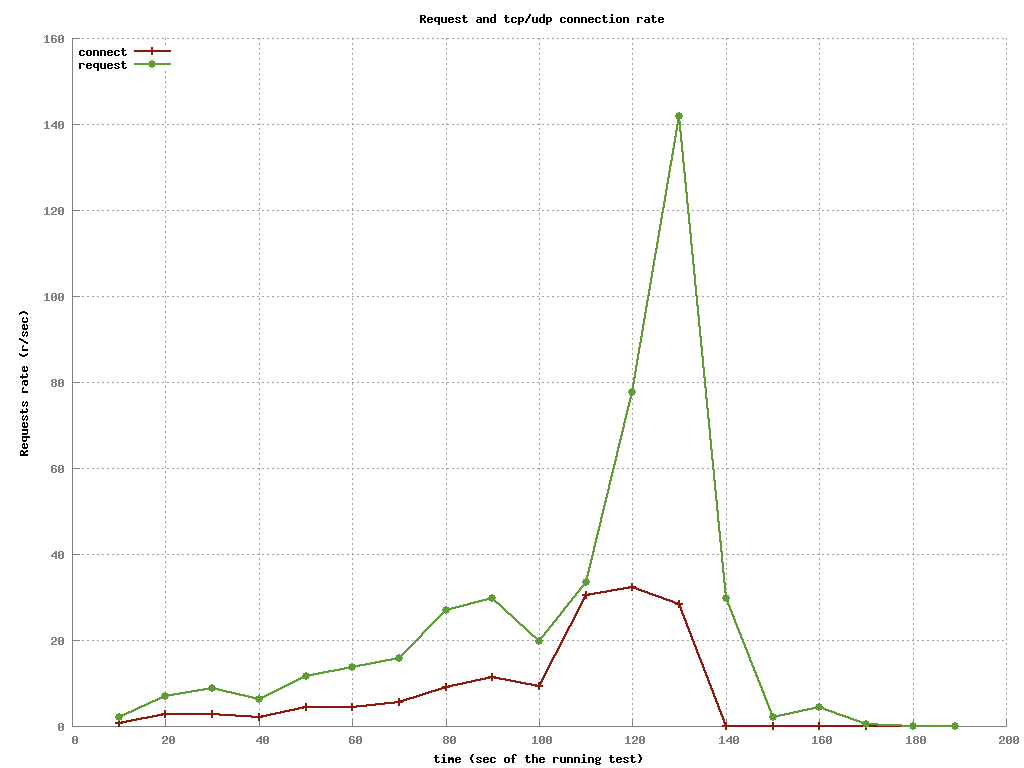 Request and tcp/udp connection rate
160
140
120
100
80
60
40
20
0
connect
request
Requests rate (r/sec)
0 20 40 60 80 100 120 140 160 180 200
time (sec of the running test)